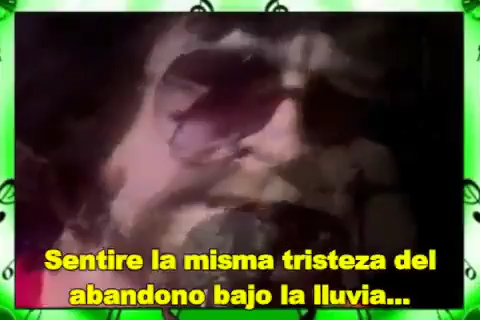 Sentire la misma tristeza del
abandono bajo la lluvia...